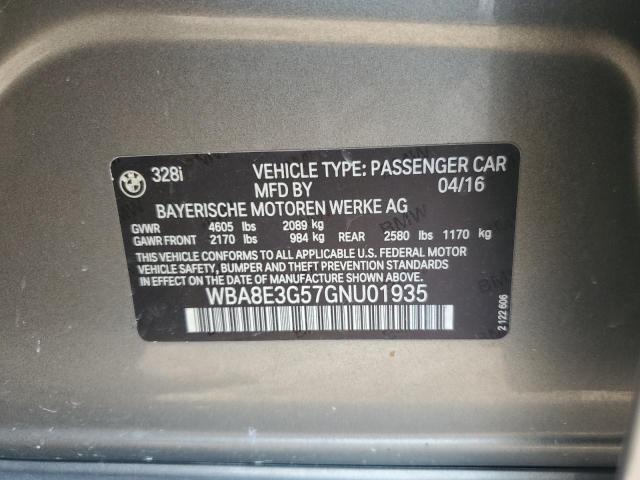 BMW 328i VEHICLE TYPE: PASSENGER CAR
MFD BY 04/16
BAYERISCHE MOTOREN WERKE AG
GVWR 4605 lbs 2089 kg
GAWR FRONT 2170 lbs 984 kg REAR 2580 lbs 1170 kg
THIS VEHICLE CONFORMS TO ALL APPLICABLE U.S. FEDERAL MOTOR
VEHICLE SAFETY, BUMPER AND THEFT PREVENTION STANDARDS
IN EFFECT ON THE DATE OF MANUFACTURE SHOWN ABOVE.
WBA8E3G57GNU01935
2 122 606